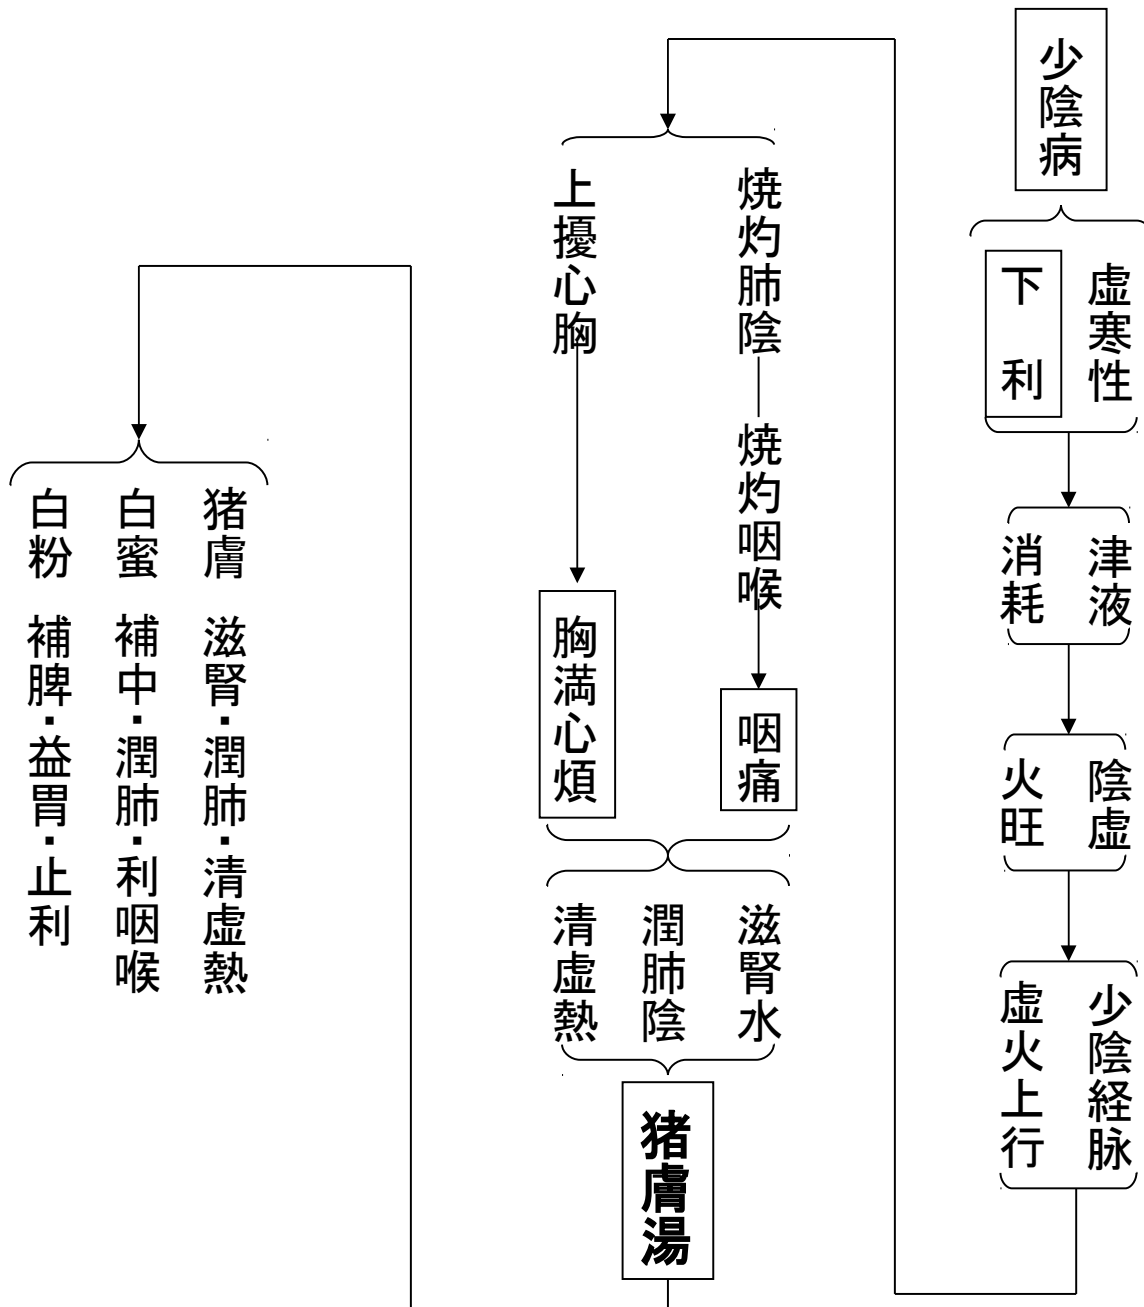 少陰病
虚寒性
下利
津液
消耗
陰虚
火旺
少陰経脉
虚火上行
焼灼肺陰
焼灼咽喉
咽痛
上擾心胸
胸満心煩
滋腎水
潤肺陰
清虚熱
猪膚湯
猪膚 滋腎・潤肺・清虚熱
白蜜 補中・潤肺・利咽喉
白粉 補脾・益胃・止利